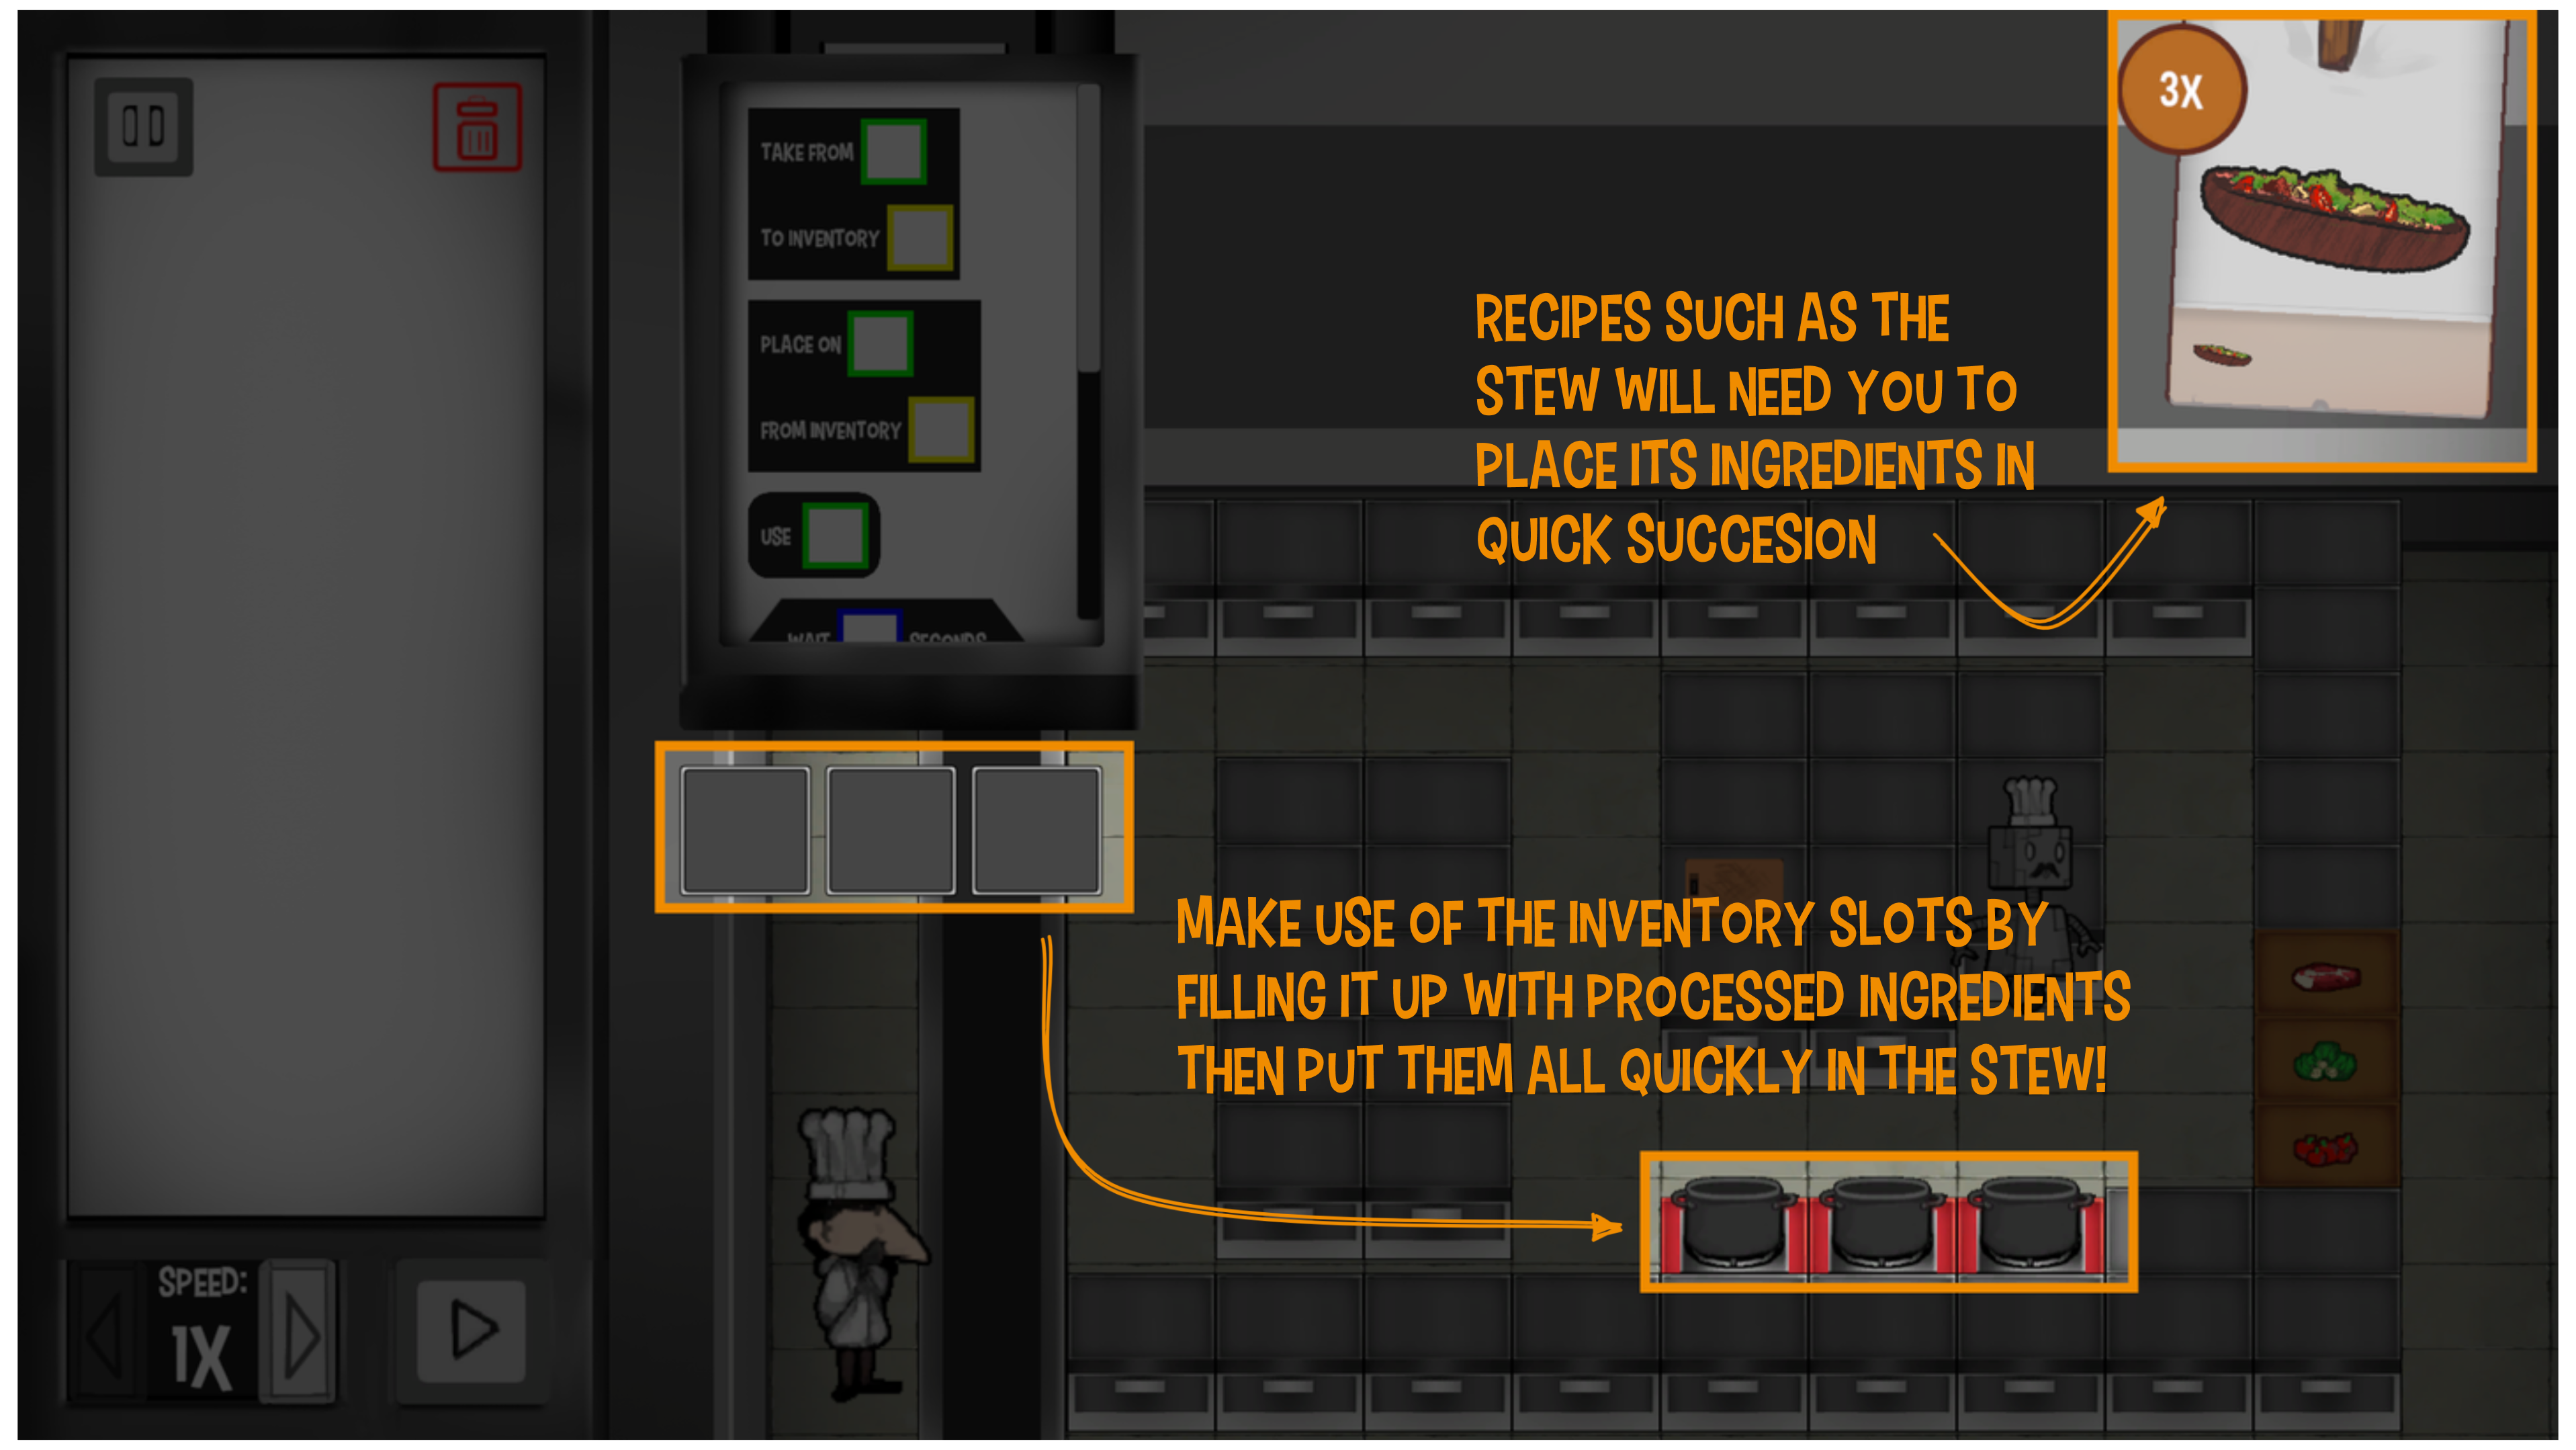 3X
TAKE FROM
TO INVENTORY
PLACE ON
FROM INVENTORY
USE
WAIT SECONDS
RECIPES SUCH AS THE
STEW WILL NEED YOU TO
PLACE ITS INGREDIENTS IN
QUICK SUCCESION
MAKE USE OF THE INVENTORY SLOTS BY
FILLING IT UP WITH PROCESSED INGREDIENTS
THEN PUT THEM ALL QUICKLY IN THE STEW!
SPEED:
1X